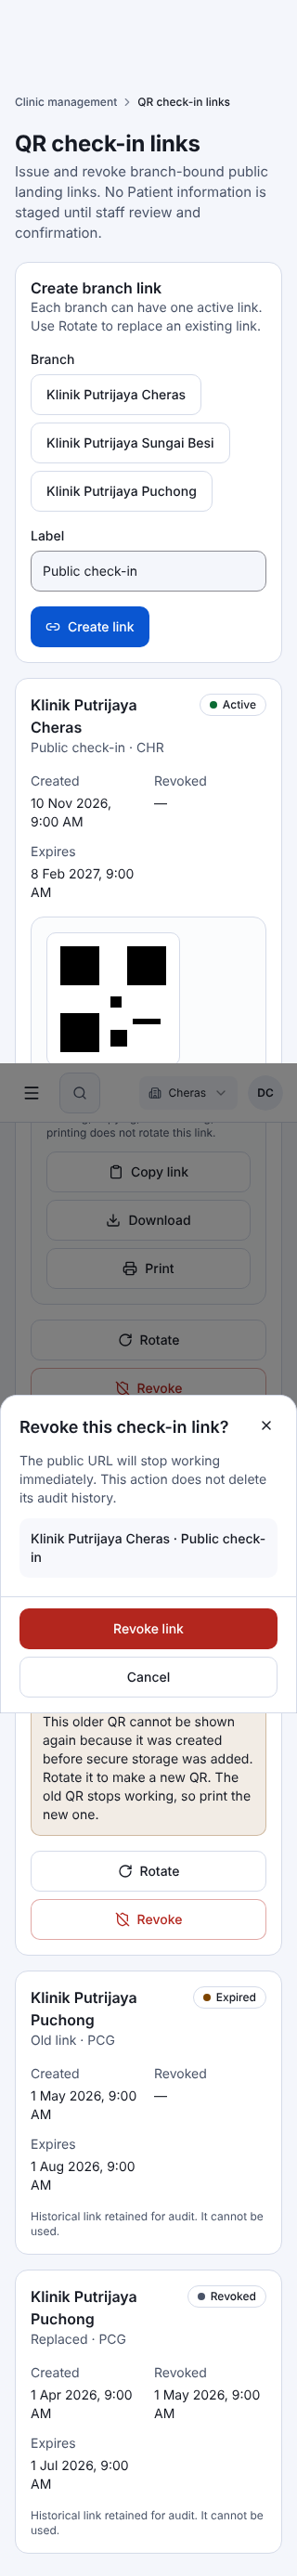 Clinic management > QR check-in links
QR check-in links
Issue and revoke branch-bound public
landing links. No Patient information is
staged until staff review and
confirmation.
Create branch link
Each branch can have one active link.
Use Rotate to replace an existing link.
Branch
Klinik Putrijaya Cheras
Klinik Putrijaya Sungai Besi
Klinik Putrijaya Puchong
Label
Public check-in
Create link
Klinik Putrijaya
Cheras
Active
Public check-in · CHR
Created
Revoked
10 Nov 2026,
9:00 AM
—
Expires
8 Feb 2027, 9:00
AM
Cheras
DC
printing does not rotate this link.
Copy link
Download
Print
Rotate
Revoke
Revoke this check-in link?
The public URL will stop working
immediately. This action does not delete
its audit history.
Klinik Putrijaya Cheras · Public check-
in
Revoke link
Cancel
This older QR cannot be shown
again because it was created
before secure storage was added.
Rotate it to make a new QR. The
old QR stops working, so print the
new one.
Rotate
Revoke
Klinik Putrijaya
Puchong
Expired
Old link · PCG
Created
Revoked
1 May 2026, 9:00
AM
—
Expires
1 Aug 2026, 9:00
AM
Historical link retained for audit. It cannot be
used.
Klinik Putrijaya
Puchong
Revoked
Replaced · PCG
Created
Revoked
1 Apr 2026, 9:00
AM
1 May 2026, 9:00
AM
Expires
1 Jul 2026, 9:00
AM
Historical link retained for audit. It cannot be
used.